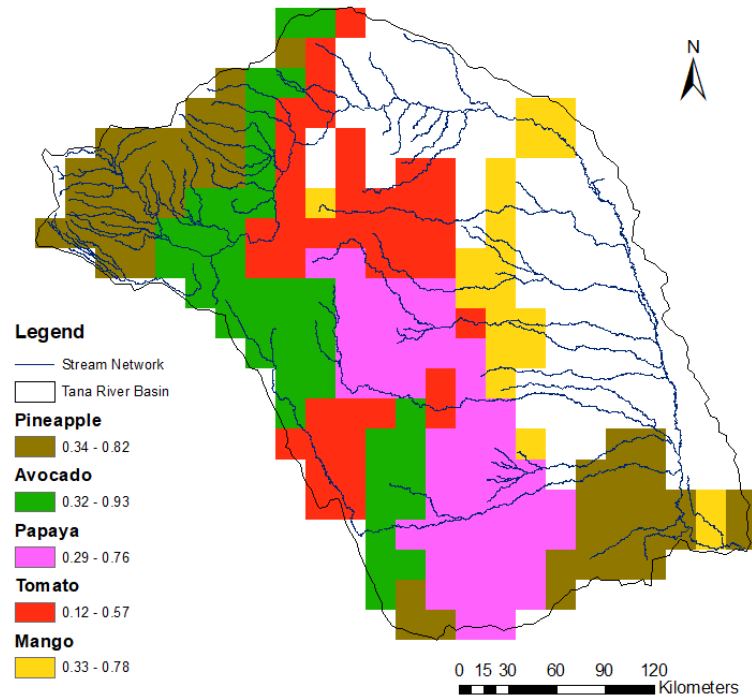 N
Legend
Stream Network
Tana River Basin
Pineapple
0.34 - 0.82
Avocado
0.32 - 0.93
Papaya
0.29 - 0.76
Tomato
0.12 - 0.57
Mango
0.33 - 0.78
0 15 30 60 90 120
Kilometers